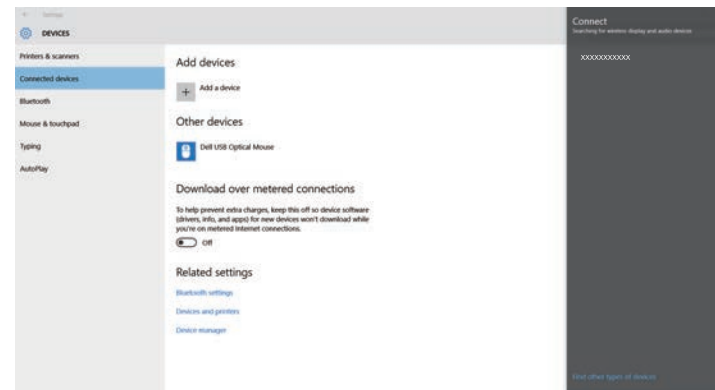 Settings
DEVICES
Printers & scanners
Connected devices
Bluetooth
Mouse & touchpad
Typing
AutoPlay
Add devices
Add a device
Other devices
Dell USB Optical Mouse
Download over metered connections
To help prevent extra charges, keep this off so device software
(drivers, info, and apps) for new devices won't download while
you're on metered Internet connections.
Off
Related settings
Bluetooth settings
Devices and printers
Device manager
Connect
Searching for wireless display and audio devices
xxxxxxxxxxx
Find other types of devices